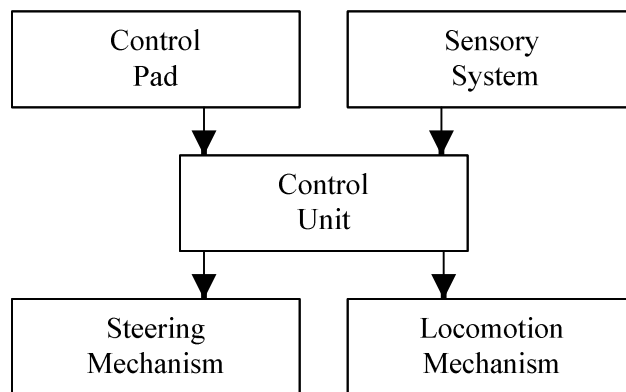 Control
Pad
Sensory
System
Control
Unit
Steering
Mechanism
Locomotion
Mechanism